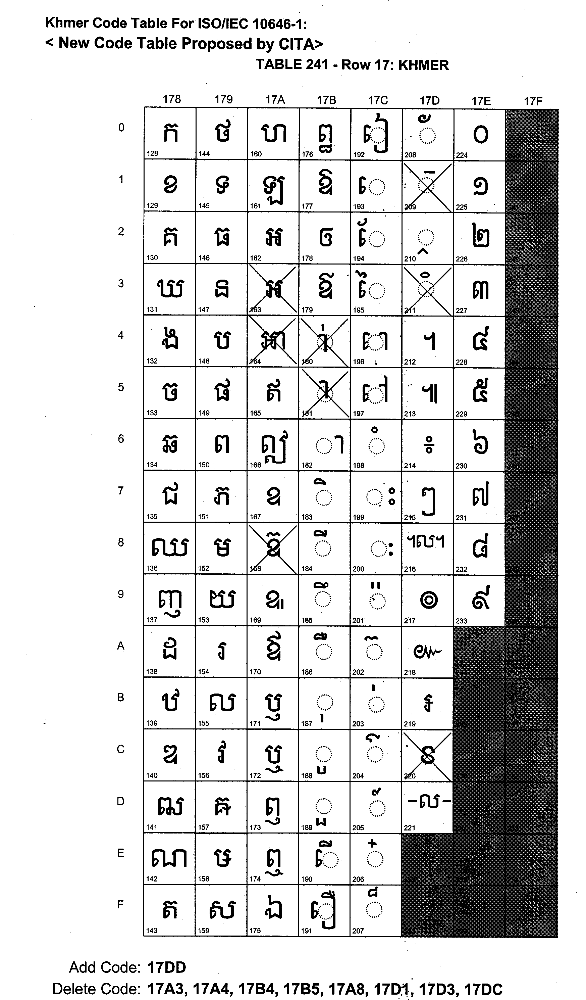 Khmer Code Table For ISO/IEC 10646-1:
< New Code Table Proposed by CITA>
TABLE 241 - Row 17: KHMER
178 179 17A 17B 17C 17D 17E 17F
0 ក ថ ហ ឰ ◌ៀ ◌័ ០
128 144 160 176 192 208 224
1 ខ ទ ឡ ឱ ◌េ ◌៑ ១
129 145 161 177 193 209 225
2 គ ធ អ ឲ ◌ែ ◌្ ២
130 146 162 178 194 210 226
3 ឃ ន ឣ ឳ ◌ៃ ◌៓ ៣
131 147 163 179 195 211 227
4 ង ប ឤ ◌ា់ ◌ោ ។ ៤
132 148 164 180 196 212 228
5 ច ផ ឥ ◌ា ◌ៅ ៕ ៥
133 149 165 181 197 213 229
6 ឆ ព ឦ ◌ា ◌ំ ៖ ៦
134 150 166 182 198 214 230
7 ជ ភ ឧ ◌ិ ◌ះ ៗ ៧
135 151 167 183 199 215 231
8 ឈ ម ឨ ◌ី ◌ៈ ៘ ៨
136 152 168 184 200 216 232
9 ញ យ ឩ ◌ឹ ◌៉ ៙ ៩
137 153 169 185 201 217 233
A ដ រ ឪ ◌ឺ ◌៊ ៚
138 154 170 186 202 218
B ឋ ល ឫ ◌ុ ◌់ ៛
139 155 171 187 203 219
C ឌ វ ឬ ◌ូ ◌៌ ៜ
140 156 172 188 204 220
D ឍ ឝ ឭ ◌ួ ◌៍ -ល-
141 157 173 189 205 221
E ណ ឞ ឮ ◌ើ ◌៎
142 158 174 190 206
F ត ស ឯ ◌ឿ ◌៏
143 159 175 191 207
Add Code: 17DD
Delete Code: 17A3, 17A4, 17B4, 17B5, 17A8, 17D1, 17D3, 17DC